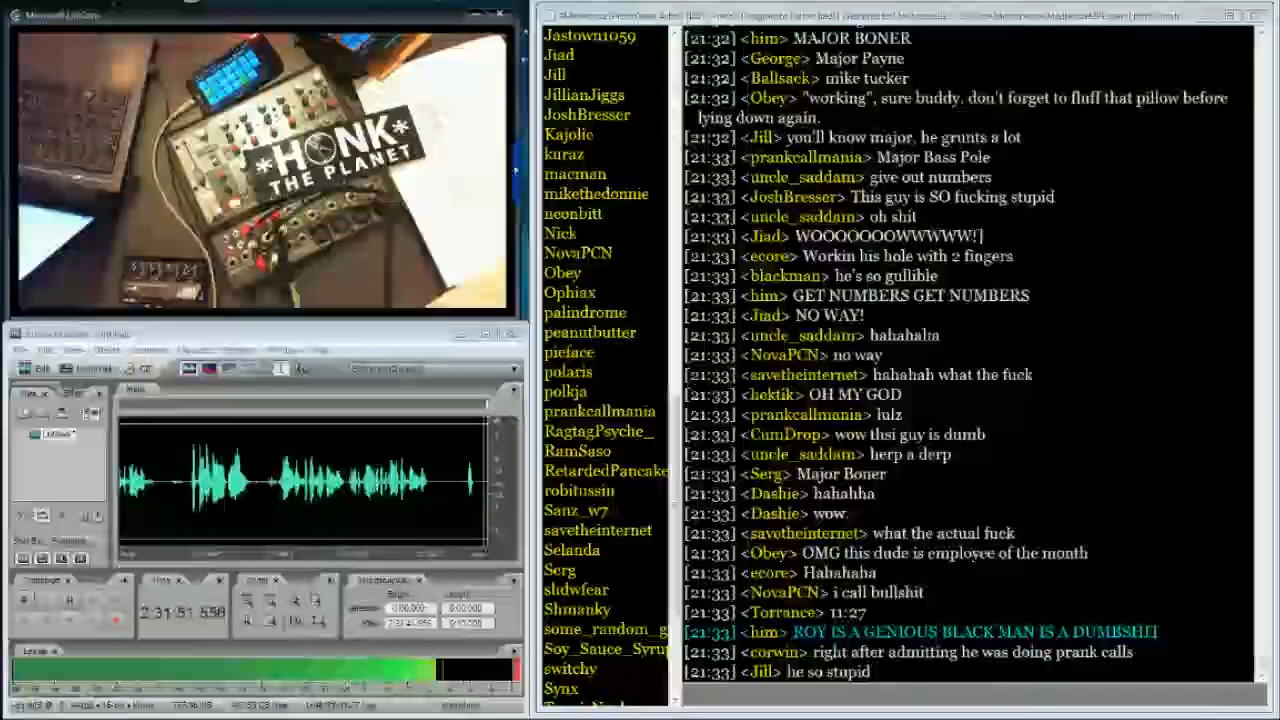 *HONK*
THE PLANET
2:31:51.558
Jastown1059
Jiad
Jill
JillianJiggs
JoshBresser
Kajolic
kuraz
macman
mikethedonnie
neonbitt
Nick
NovaPCN
Obey
Ophiax
palindrome
peanutbutter
pieface
polaris
polkja
prankcallmania
RagtagPsyche_
RamSaso
RetardedPancake
robitussin
Sanz_w7
savetheinternet
Selanda
Serg
shdwfear
Shmanky
some_random_g
Soy_Sauce_Syru
switchy
Synx
[21:32] <him> MAJOR BONER
[21:32] <George> Major Payne
[21:32] <Ballsack> mike tucker
[21:32] <Obey> "working", sure buddy. don't forget to fluff that pillow before
lying down again.
[21:32] <Jill> you'll know major, he grunts a lot
[21:33] <prankcallmania> Major Bass Pole
[21:33] <uncle_saddam> give out numbers
[21:33] <JoshBresser> This guy is SO fucking stupid
[21:33] <uncle_saddam> oh shit
[21:33] <Jiad> WOOOOOOOWWWWW!]
[21:33] <ecore> Workin his hole with 2 fingers
[21:33] <blackman> he's so gullible
[21:33] <him> GET NUMBERS GET NUMBERS
[21:33] <Jiad> NO WAY!
[21:33] <uncle_saddam> hahahaha
[21:33] <NovaPCN> no way
[21:33] <savetheinternet> hahahah what the fuck
[21:33] <hektik> OH MY GOD
[21:33] <prankcallmania> lulz
[21:33] <CumDrop> wow thsi guy is dumb
[21:33] <uncle_saddam> herp a derp
[21:33] <Serg> Major Boner
[21:33] <Dashie> hahahha
[21:33] <Dashie> wow.
[21:33] <savetheinternet> what the actual fuck
[21:33] <Obey> OMG this dude is employee of the month
[21:33] <ecore> Hahahaha
[21:33] <NovaPCN> i call bullshit
[21:33] <Torrance> 11:27
[21:33] <him> ROY IS A GENIOUS BLACK MAN IS A DUMBSHIT
[21:33] <corwin> right after admitting he was doing prank calls
[21:33] <Jill> he so stupid